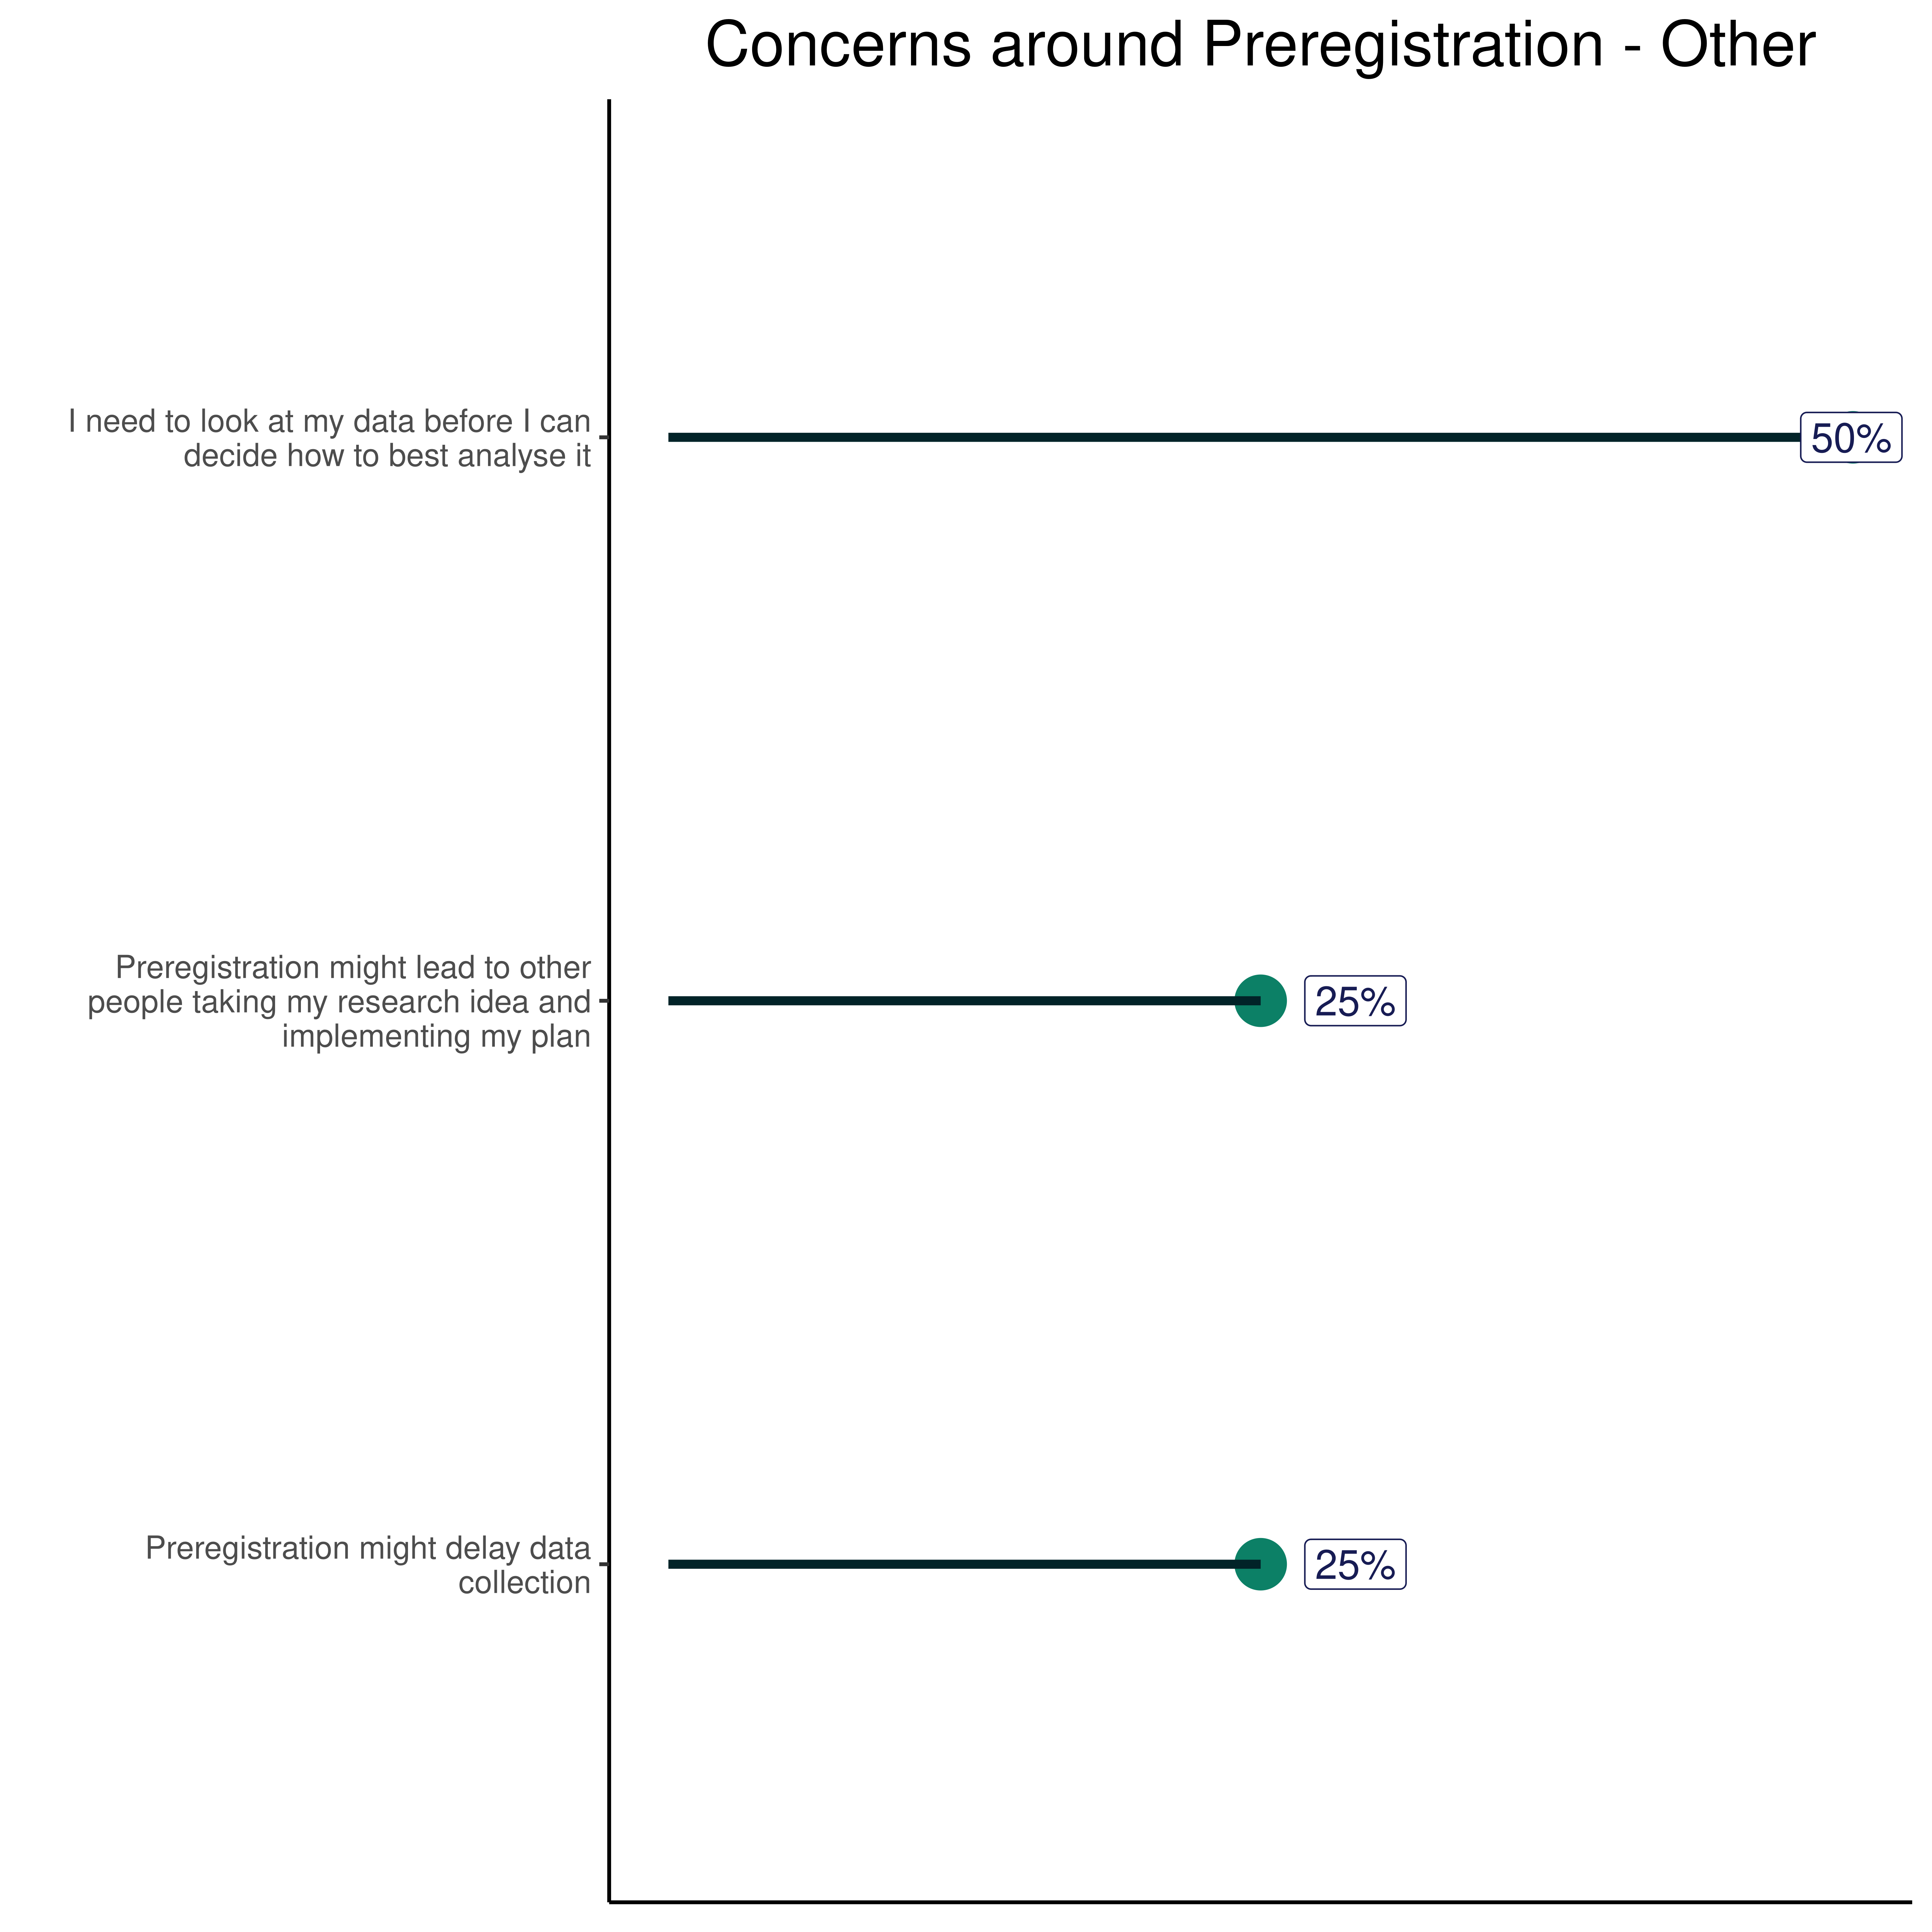 Concerns around Preregistration - Other
I need to look at my data before I can
decide how to best analyse it
50%
Preregistration might lead to other
people taking my research idea and
implementing my plan
25%
Preregistration might delay data
collection
25%